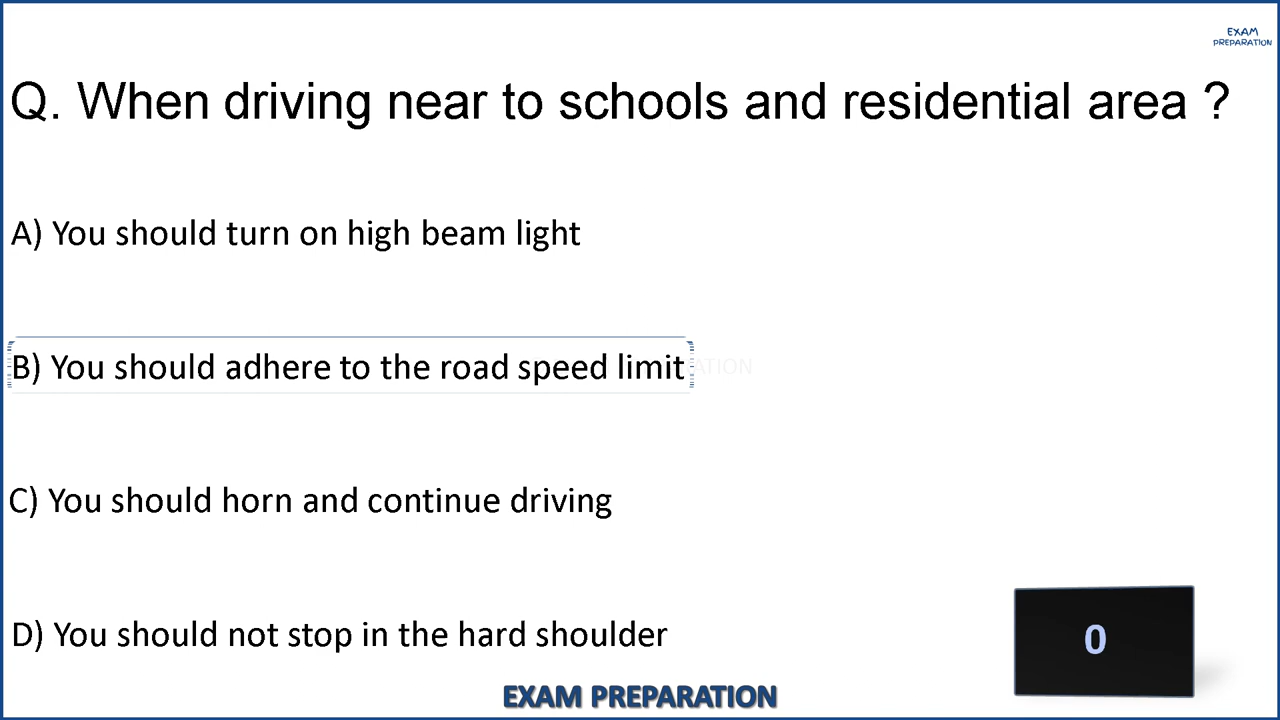 EXAM
PREPARATION
Q. When driving near to schools and residential area ?
A) You should turn on high beam light
B) You should adhere to the road speed limit
ATION
C) You should horn and continue driving
D) You should not stop in the hard shoulder
0
EXAM PREPARATION